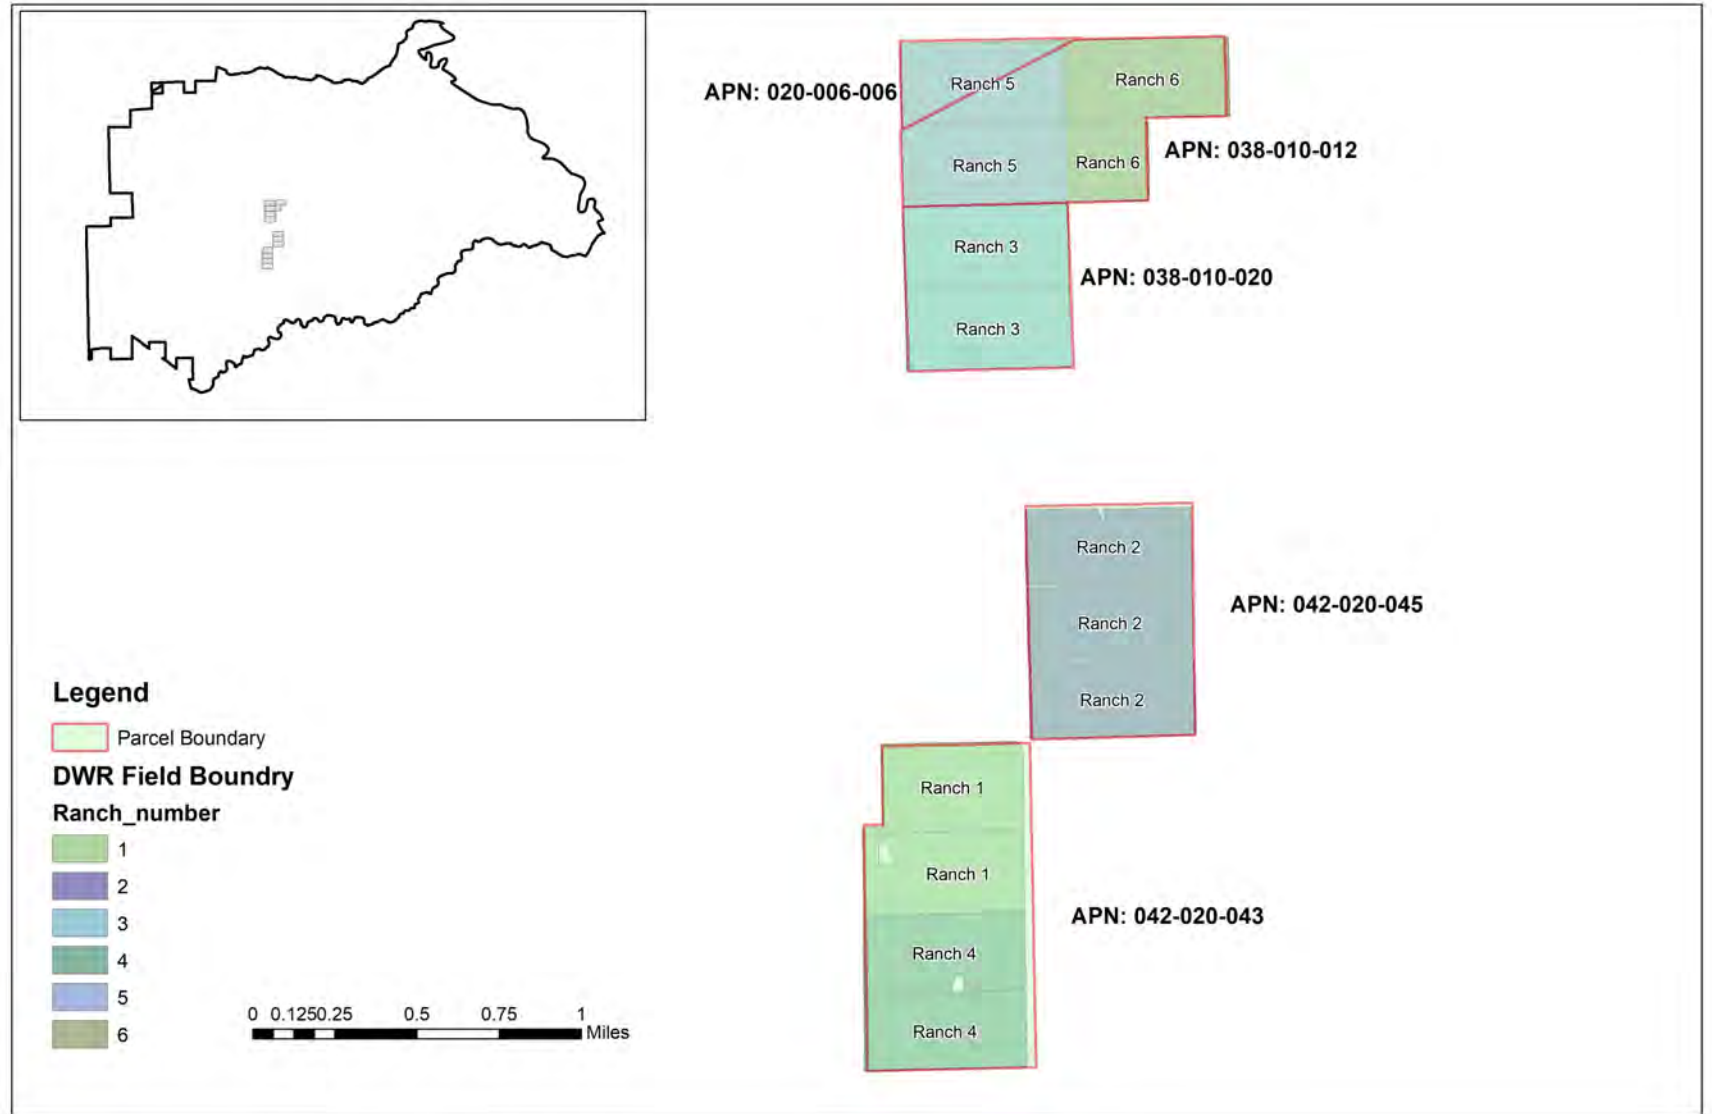 APN: 020-006-006
Ranch 5
Ranch 6
Ranch 5
Ranch 6
APN: 038-010-012
Ranch 3
APN: 038-010-020
Ranch 3
Ranch 2
APN: 042-020-045
Ranch 2
Ranch 2
Ranch 1
Ranch 1
APN: 042-020-043
Ranch 4
Ranch 4
Legend
Parcel Boundary
DWR Field Boundry
Ranch_number
1
2
3
4
5
6
0 0.1250.25 0.5 0.75 1
Miles